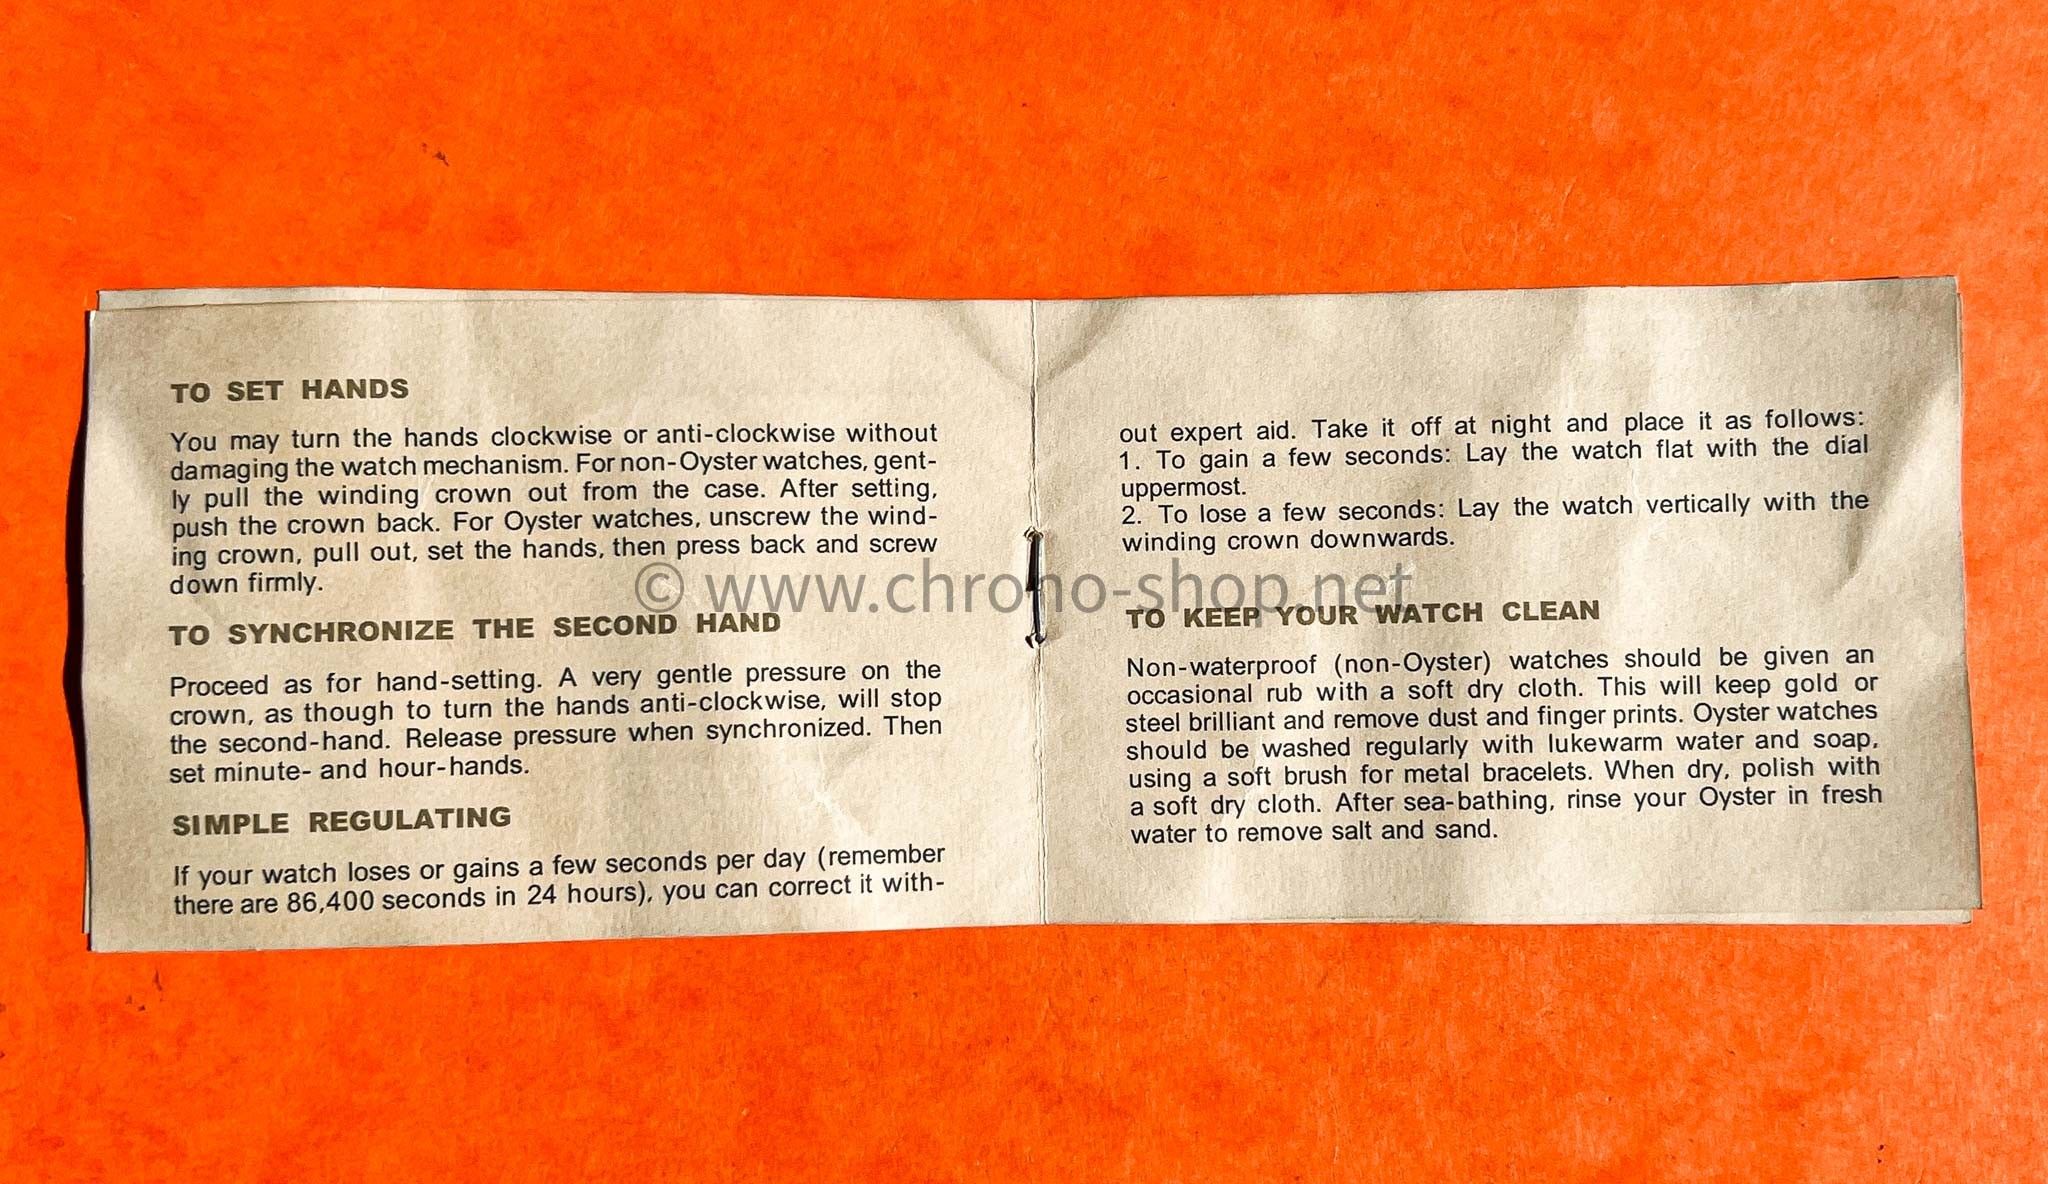 TO SET HANDS
You may turn the hands clockwise or anti-clockwise without
damaging the watch mechanism. For non-Oyster watches, gent-
ly pull the winding crown out from the case. After setting,
push the crown back. For Oyster watches, unscrew the wind-
ing crown, pull out, set the hands, then press back and screw
down firmly.
TO SYNCHRONIZE THE SECOND HAND
Proceed as for hand-setting. A very gentle pressure on the
crown, as though to turn the hands anti-clockwise, will stop
the second-hand. Release pressure when synchronized. Then
set minute- and hour-hands.
SIMPLE REGULATING
If your watch loses or gains a few seconds per day (remember
there are 86,400 seconds in 24 hours), you can correct it with-
out expert aid. Take it off at night and place it as follows:
1. To gain a few seconds: Lay the watch flat with the dial
uppermost.
2. To lose a few seconds: Lay the watch vertically with the
winding crown downwards.
TO KEEP YOUR WATCH CLEAN
Non-waterproof (non-Oyster) watches should be given an
occasional rub with a soft dry cloth. This will keep gold or
steel brilliant and remove dust and finger prints. Oyster watches
should be washed regularly with lukewarm water and soap,
using a soft brush for metal bracelets. When dry, polish with
a soft dry cloth. After sea-bathing, rinse your Oyster in fresh
water to remove salt and sand.
© www.chrono-shop.net